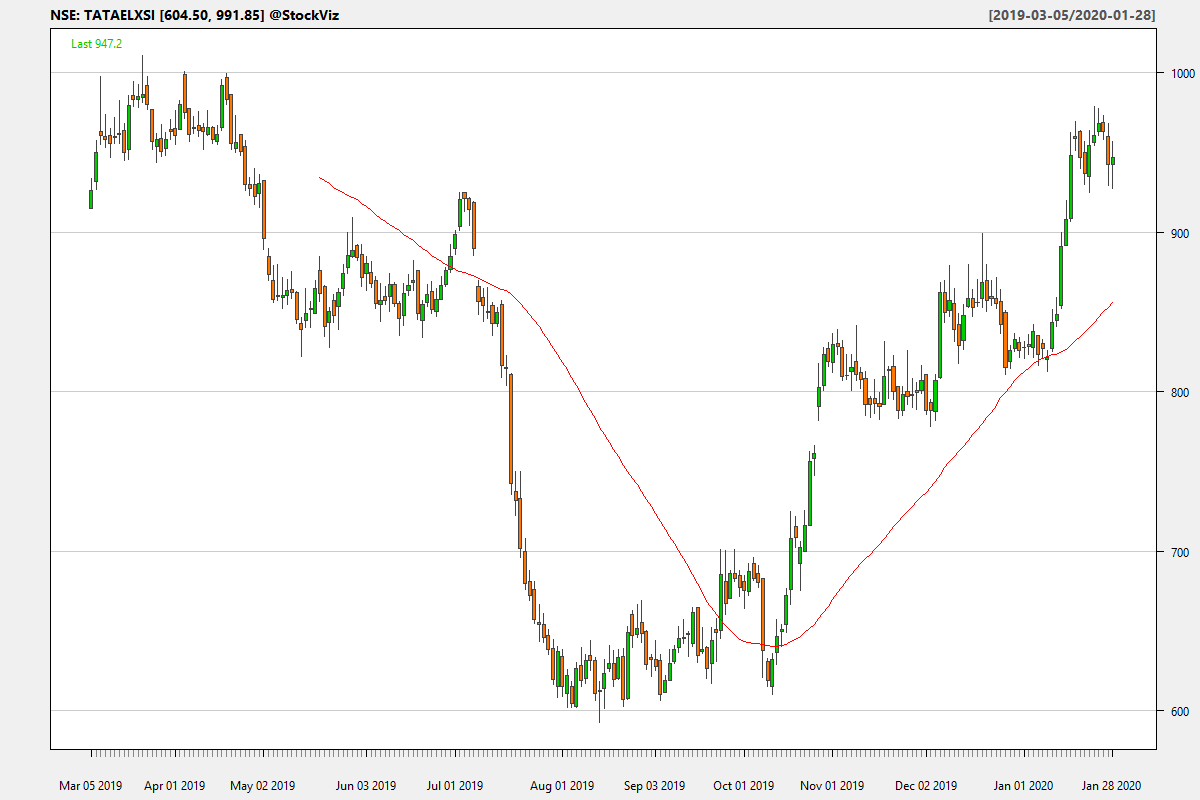 NSE: TATAELXSI [604.50, 991.85] @StockViz
[2019-03-05/2020-01-28]
Last 947.2
1000
900
800
700
600
Mar 05 2019 Apr 01 2019 May 02 2019 Jun 03 2019 Jul 01 2019 Aug 01 2019 Sep 03 2019 Oct 01 2019 Nov 01 2019 Dec 02 2019 Jan 01 2020 Jan 28 2020